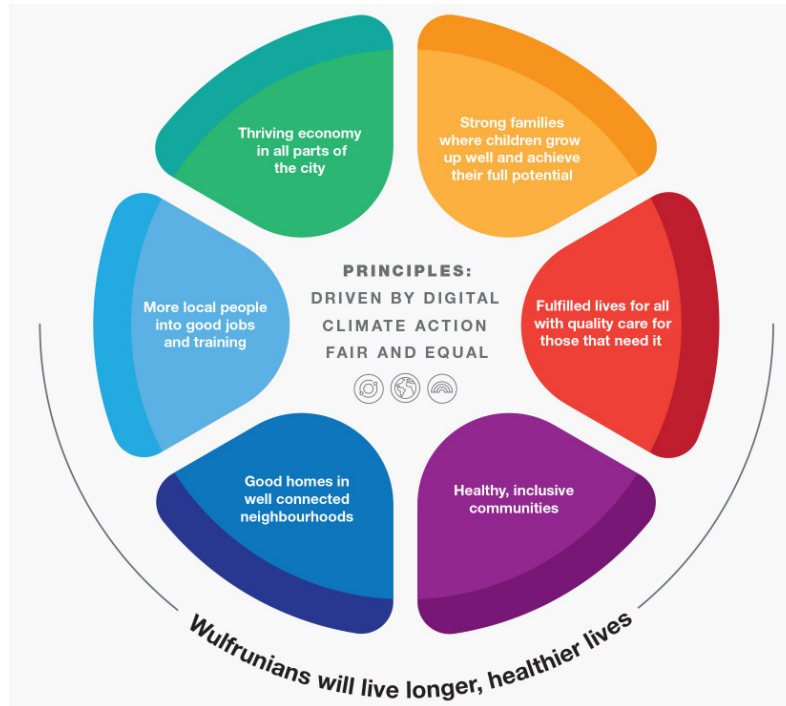 Thriving economy
in all parts of
the city
Strong families
where children grow
up well and achieve
their full potential
More local people
into good jobs
and training
PRINCIPLES:
DRIVEN BY DIGITAL
CLIMATE ACTION
FAIR AND EQUAL
Fulfilled lives for all
with quality care for
those that need it
Good homes in
well connected
neighbourhoods
Healthy, inclusive
communities
Wulfrunians will live longer, healthier lives